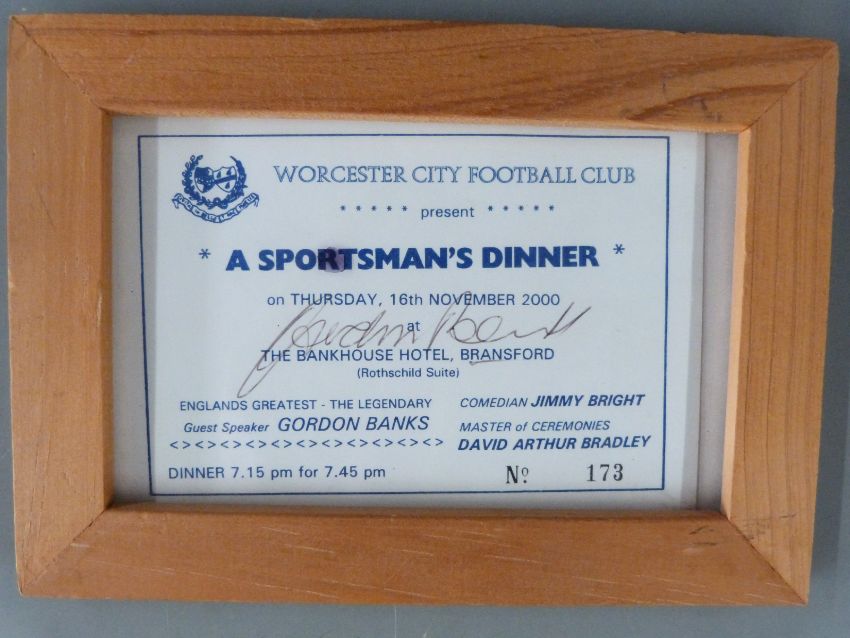 WORCESTER CITY FOOTBALL CLUB
* * * * * present * * * * *
* A SPORTSMAN'S DINNER *
on THURSDAY, 16th NOVEMBER 2000
at
Gordon Banks
THE BANKHOUSE HOTEL, BRANSFORD
(Rothschild Suite)
ENGLANDS GREATEST - THE LEGENDARY
Guest Speaker GORDON BANKS
<><><><><><><><><><><>
COMEDIAN JIMMY BRIGHT
MASTER of CEREMONIES
DAVID ARTHUR BRADLEY
DINNER 7.15 pm for 7.45 pm
Nº 173